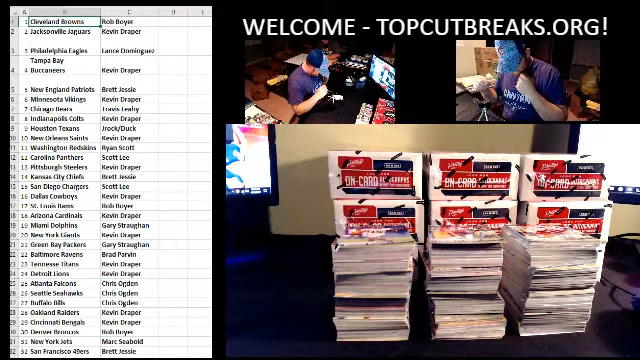 WELCOME - TOPCUTBREAKS.ORG!
A B C D E
1 Cleveland Browns Rob Boyer
2 Jacksonville Jaguars Kevin Draper
3 Philadelphia Eagles Lance Dominguez
Tampa Bay
4 Buccaneers Kevin Draper
5 New England Patriots Brett Jessie
6 Minnesota Vikings Kevin Draper
7 Chicago Bears Travis Leahy
8 Indianapolis Colts Kevin Draper
9 Houston Texans Jrock/Duck
10 New Orleans Saints Kevin Draper
11 Washington Redskins Ryan Scott
12 Carolina Panthers Scott Lee
13 Pittsburgh Steelers Kevin Draper
14 Kansas City Chiefs Brett Jessie
15 San Diego Chargers Scott Lee
16 Dallas Cowboys Kevin Draper
17 St. Louis Rams Rob Boyer
18 Arizona Cardinals Kevin Draper
19 Miami Dolphins Gary Straughan
20 New York Giants Kevin Draper
21 Green Bay Packers Gary Straughan
22 Baltimore Ravens Brad Parvin
23 Tennessee Titans Kevin Draper
24 Detroit Lions Kevin Draper
25 Atlanta Falcons Chris Ogden
26 Seattle Seahawks Chris Ogden
27 Buffalo Bills Chris Ogden
28 Oakland Raiders Kevin Draper
29 Cincinnati Bengals Kevin Draper
30 Denver Broncos Rob Boyer
31 New York Jets Marc Seabold
32 San Francisco 49ers Brett Jessie